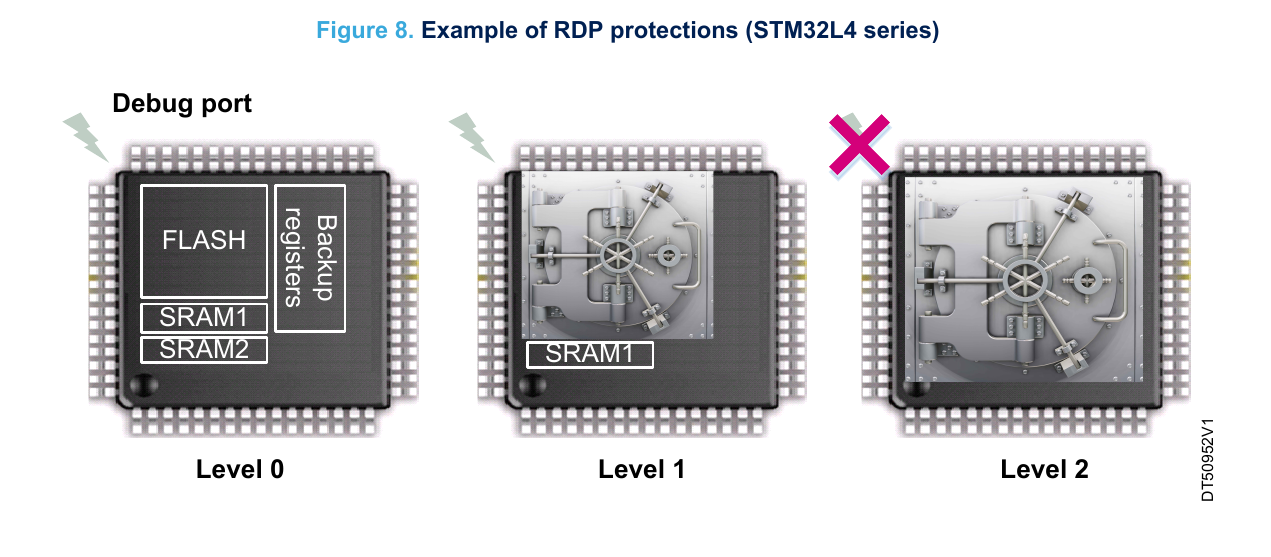 Figure 8. Example of RDP protections (STM32L4 series)
Debug port
FLASH
Backup
registers
SRAM1
SRAM2
SRAM1
Level 0
Level 1
Level 2
DT50952V1